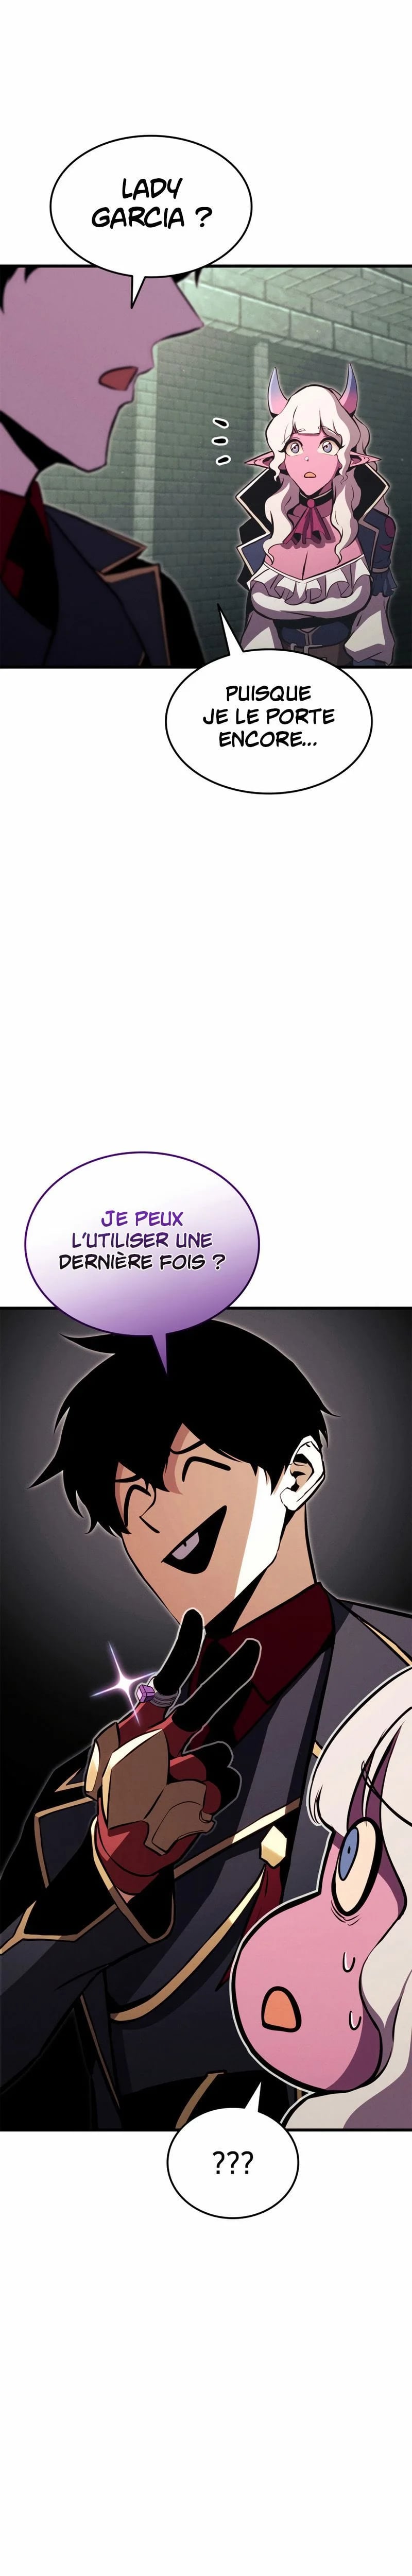 LADY
GARCIA ?
PUISQUE
JE LE PORTE
ENCORE...
JE PEUX
L'UTILISER UNE
DERNIÈRE FOIS ?
???